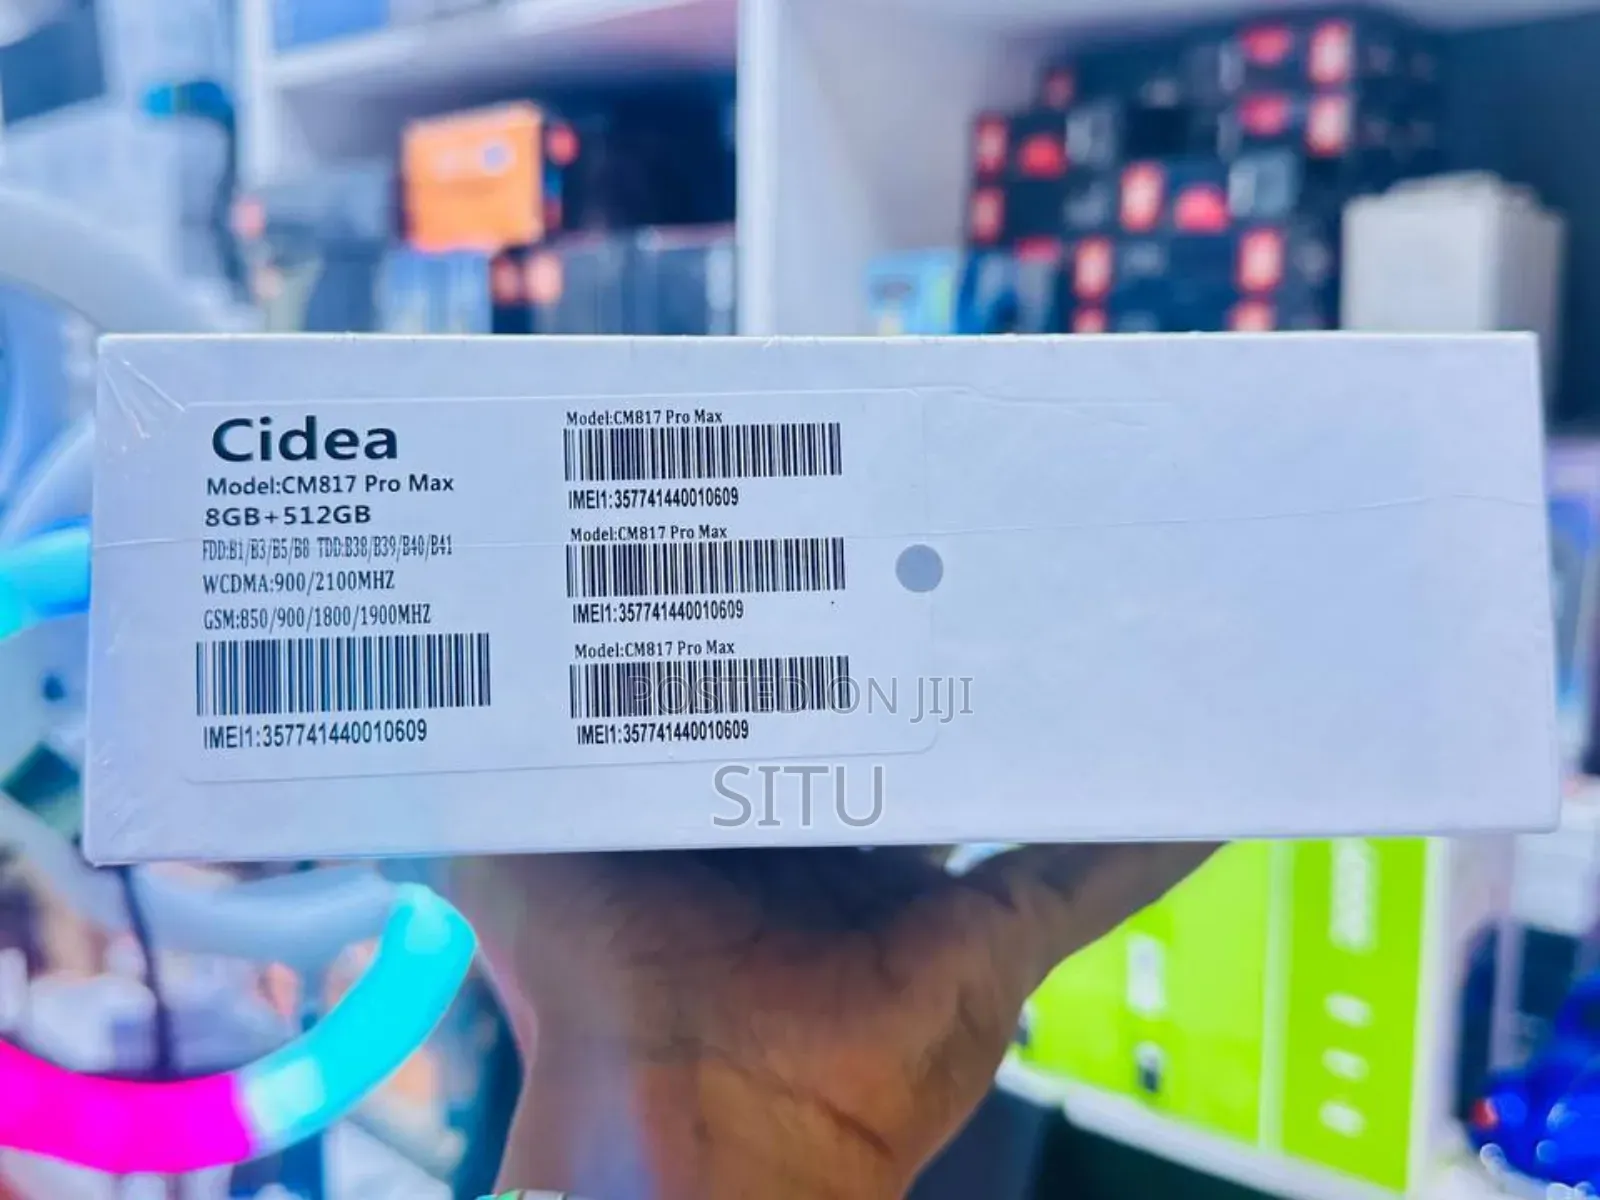 Cidea
Model:CM817 Pro Max
8GB+512GB
FDD:B1/B3/B5/B8 TDD:B38/B39/B40/B41
WCDMA:900/2100MHZ
GSM:850/900/1800/1900MHZ
IMEI1:357741440010609
Model:CM817 Pro Max
IMEI1:357741440010609
Model:CM817 Pro Max
IMEI1:357741440010609
Model:CM817 Pro Max
IMEI1:357741440010609
POSTED ON JIJI
SITU